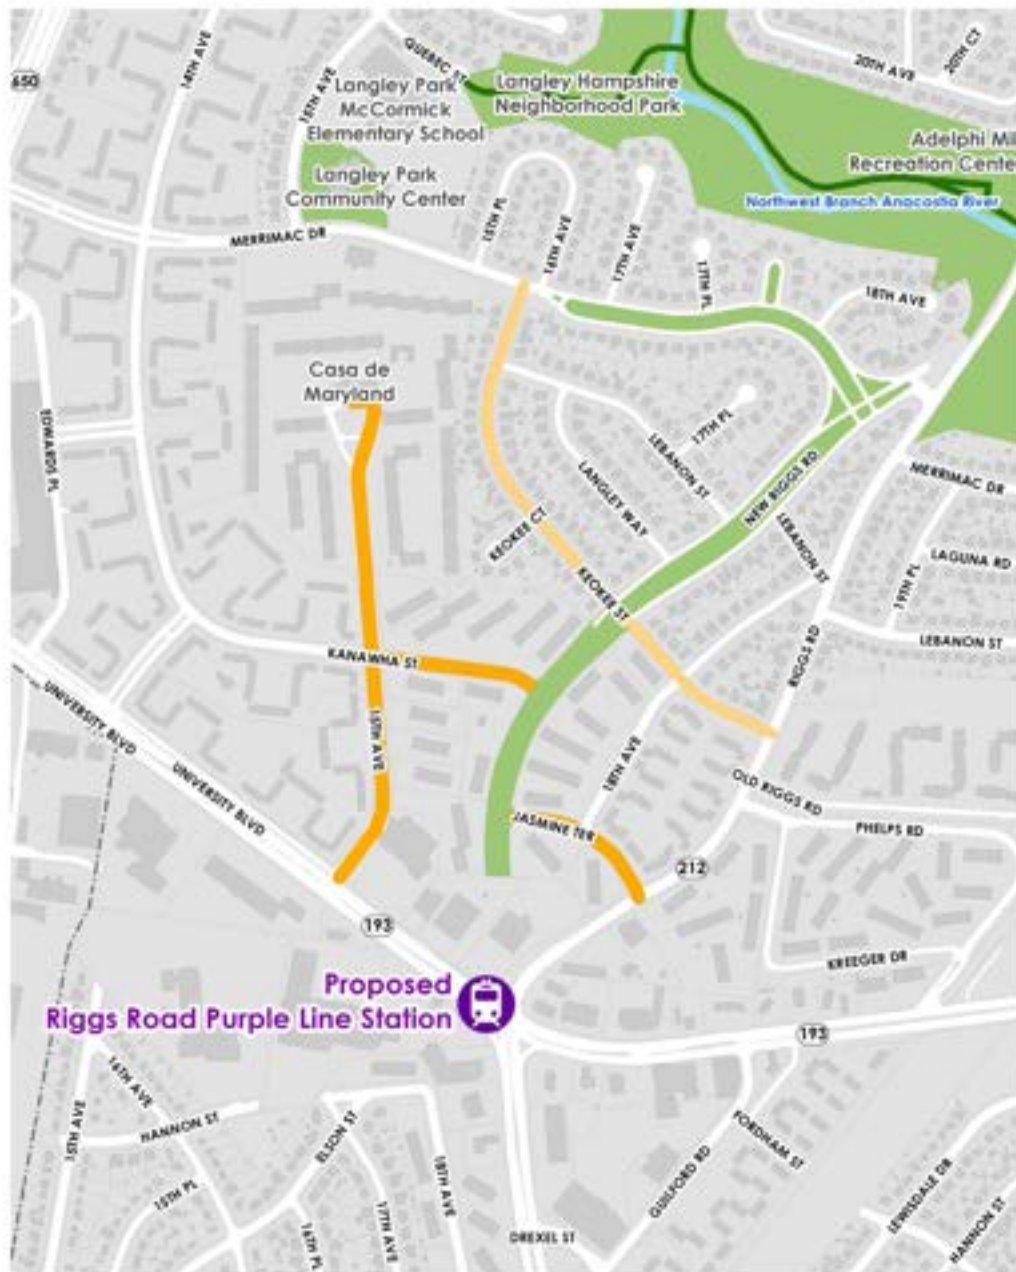 650
14TH AVE
15TH AVE
QUEBEC ST
20TH AVE
20TH CT
Langley Park
McCormick
Elementary School
Langley Hampshire
Neighborhood Park
Adelphi Mil
Recreation Cente
Langley Park
Community Center
Northwest Branch Anacostia River
MERRIMAC DR
15TH PL
16TH AVE
17TH AVE
17TH PL
18TH AVE
Casa de
Maryland
EDWARDS PL
17TH PL
LEBANON ST
LANGLEY WAY
NEW RIGGS RD
MERRIMAC DR
KEOKEE CT
LEBANON ST
LAGUNA RD
19TH PL
KEOKEE ST
LEBANON ST
RIGGS RD
KANAWHA ST
UNIVERSITY BLVD
15TH AVE
UNIVERSITY BLVD
18TH AVE
OLD RIGGS RD
JASMINE TER
PHELPS RD
212
193
KREEGER DR
Proposed
Riggs Road Purple Line Station
193
16TH AVE
15TH AVE
HANNON ST
ELSON ST
FORDHAM ST
15TH PL
18TH AVE
GUILFORD RD
LEWISDALE DR
16TH PL
17TH AVE
DREXEL ST
HANNON ST